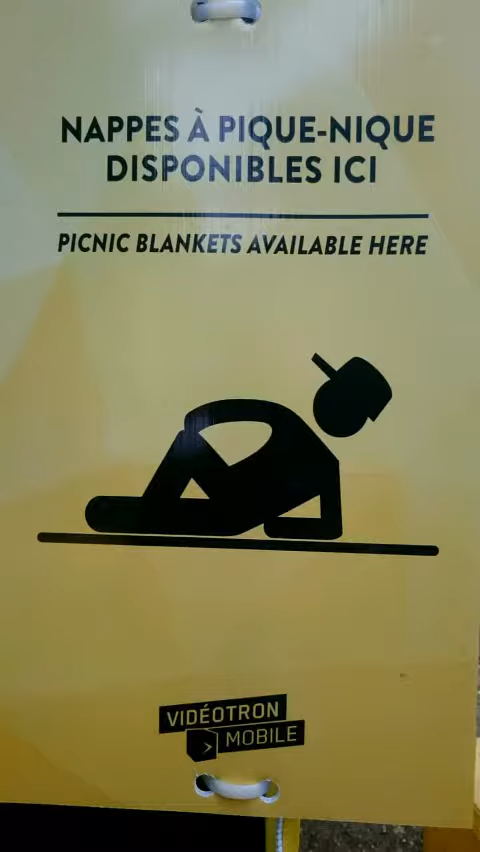 NAPPES À PIQUE-NIQUE
DISPONIBLES ICI
PICNIC BLANKETS AVAILABLE HERE
VIDÉOTRON
MOBILE